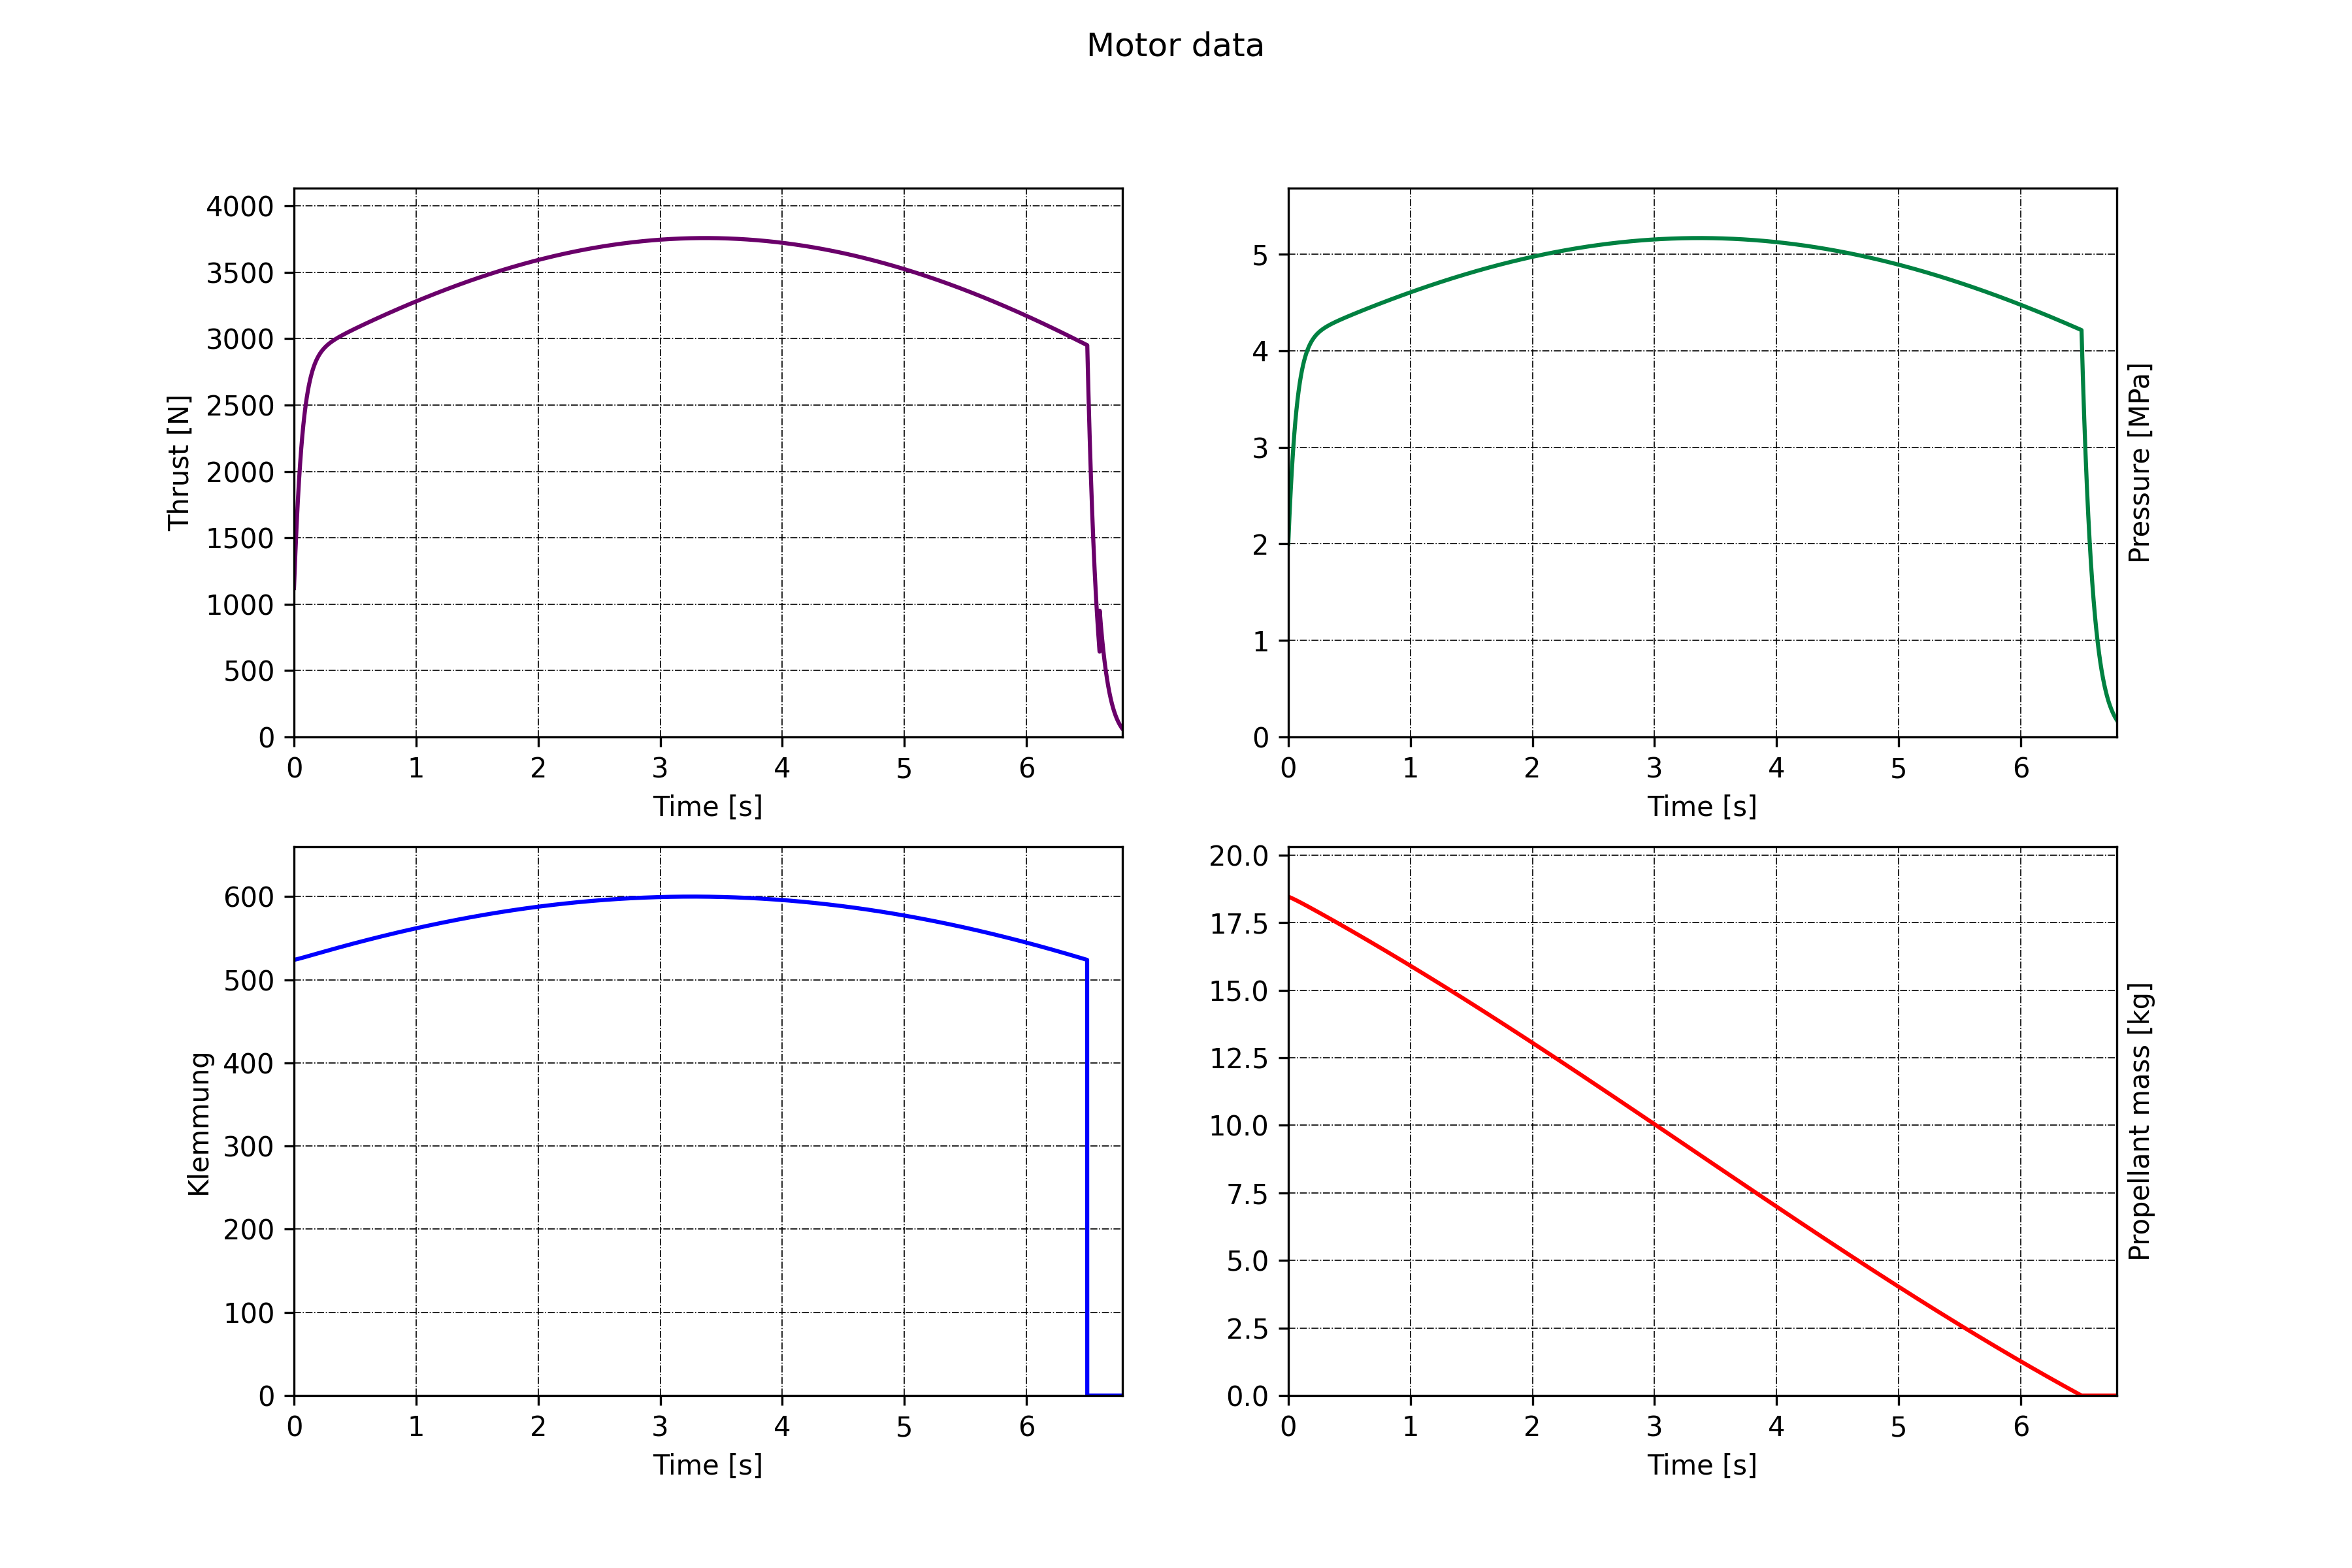 Motor data
Thrust [N]
4000
3500
3000
2500
2000
1500
1000
500
0
0 1 2 3 4 5 6
Time [s]
5
4
3
2
1
0
Pressure [MPa]
0 1 2 3 4 5 6
Time [s]
Klemmung
600
500
400
300
200
100
0
0 1 2 3 4 5 6
Time [s]
20.0
17.5
15.0
12.5
10.0
7.5
5.0
2.5
0.0
Propellant mass [kg]
0 1 2 3 4 5 6
Time [s]